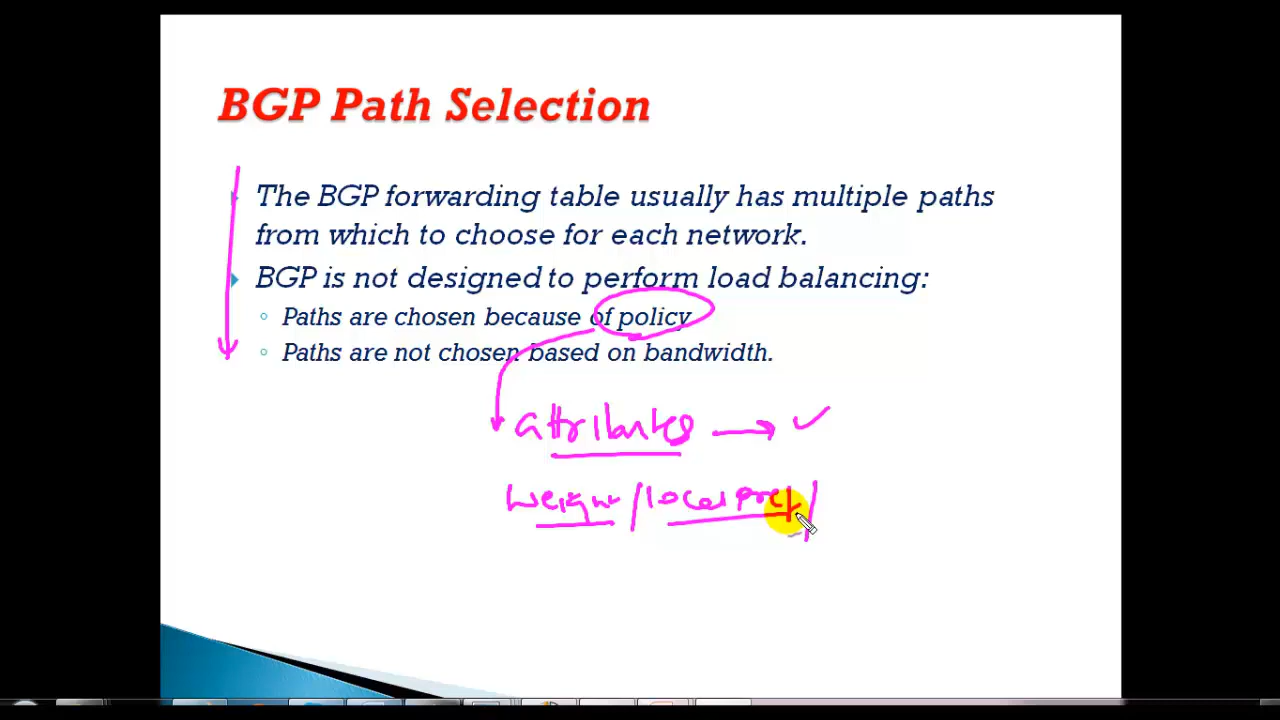 BGP Path Selection
The BGP forwarding table usually has multiple paths
from which to choose for each network.
BGP is not designed to perform load balancing:
Paths are chosen because of policy
Paths are not chosen based on bandwidth.
attributes
weight / local pref /